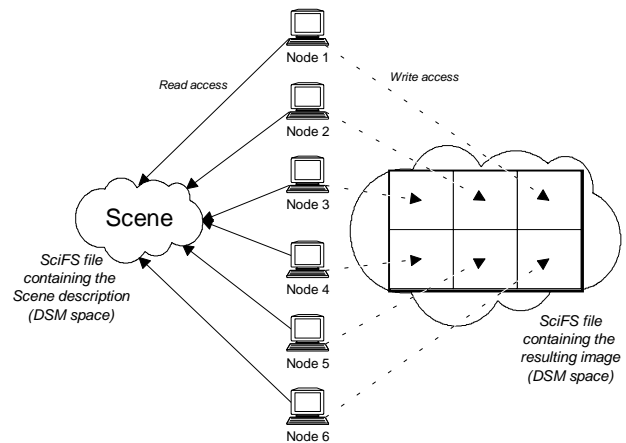 Node 1
Read access
Write access
Node 2
Node 3
Scene
SciFS file
containing the
Scene description
(DSM space)
Node 4
SciFS file
containing the
resulting image
(DSM space)
Node 5
Node 6